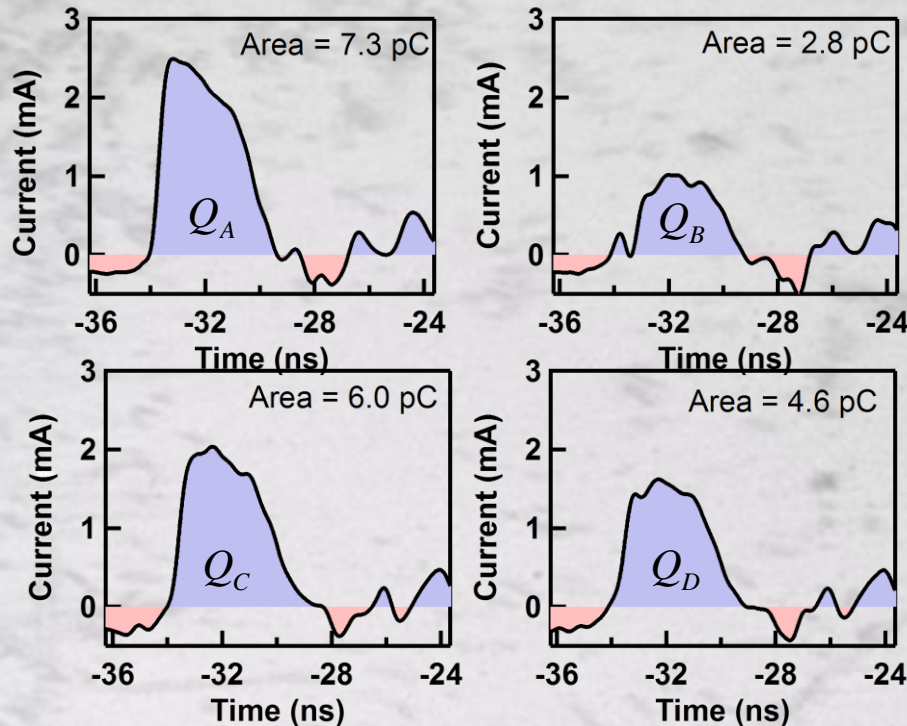 Area = 7.3 pC
Current (mA)
3
2
1
0
Q_A
-36
-32
-28
-24
Time (ns)
Area = 2.8 pC
Current (mA)
3
2
1
0
Q_B
-36
-32
-28
-24
Time (ns)
Area = 6.0 pC
Current (mA)
3
2
1
0
Q_C
-36
-32
-28
-24
Time (ns)
Area = 4.6 pC
Current (mA)
3
2
1
0
Q_D
-36
-32
-28
-24
Time (ns)